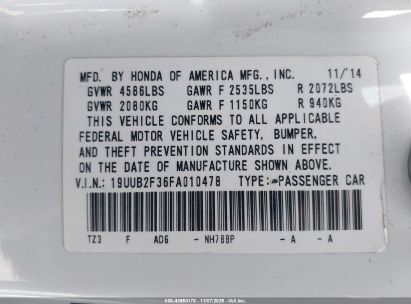 MFD. BY HONDA OF AMERICA MFG., INC. 11/'14
GVWR 4586LBS GAWR F 2535LBS R 2072LBS
GVWR 2080KG GAWR F 1150KG R 940KG
THIS VEHICLE CONFORMS TO ALL APPLICABLE
FEDERAL MOTOR VEHICLE SAFETY, BUMPER,
AND THEFT PREVENTION STANDARDS IN EFFECT
ON THE DATE OF MANUFACTURE SHOWN ABOVE.
V.I.N.: 19UUB2F36FA010478 TYPE: PASSENGER CAR
TZ3 F ADG - NH788P - A - A